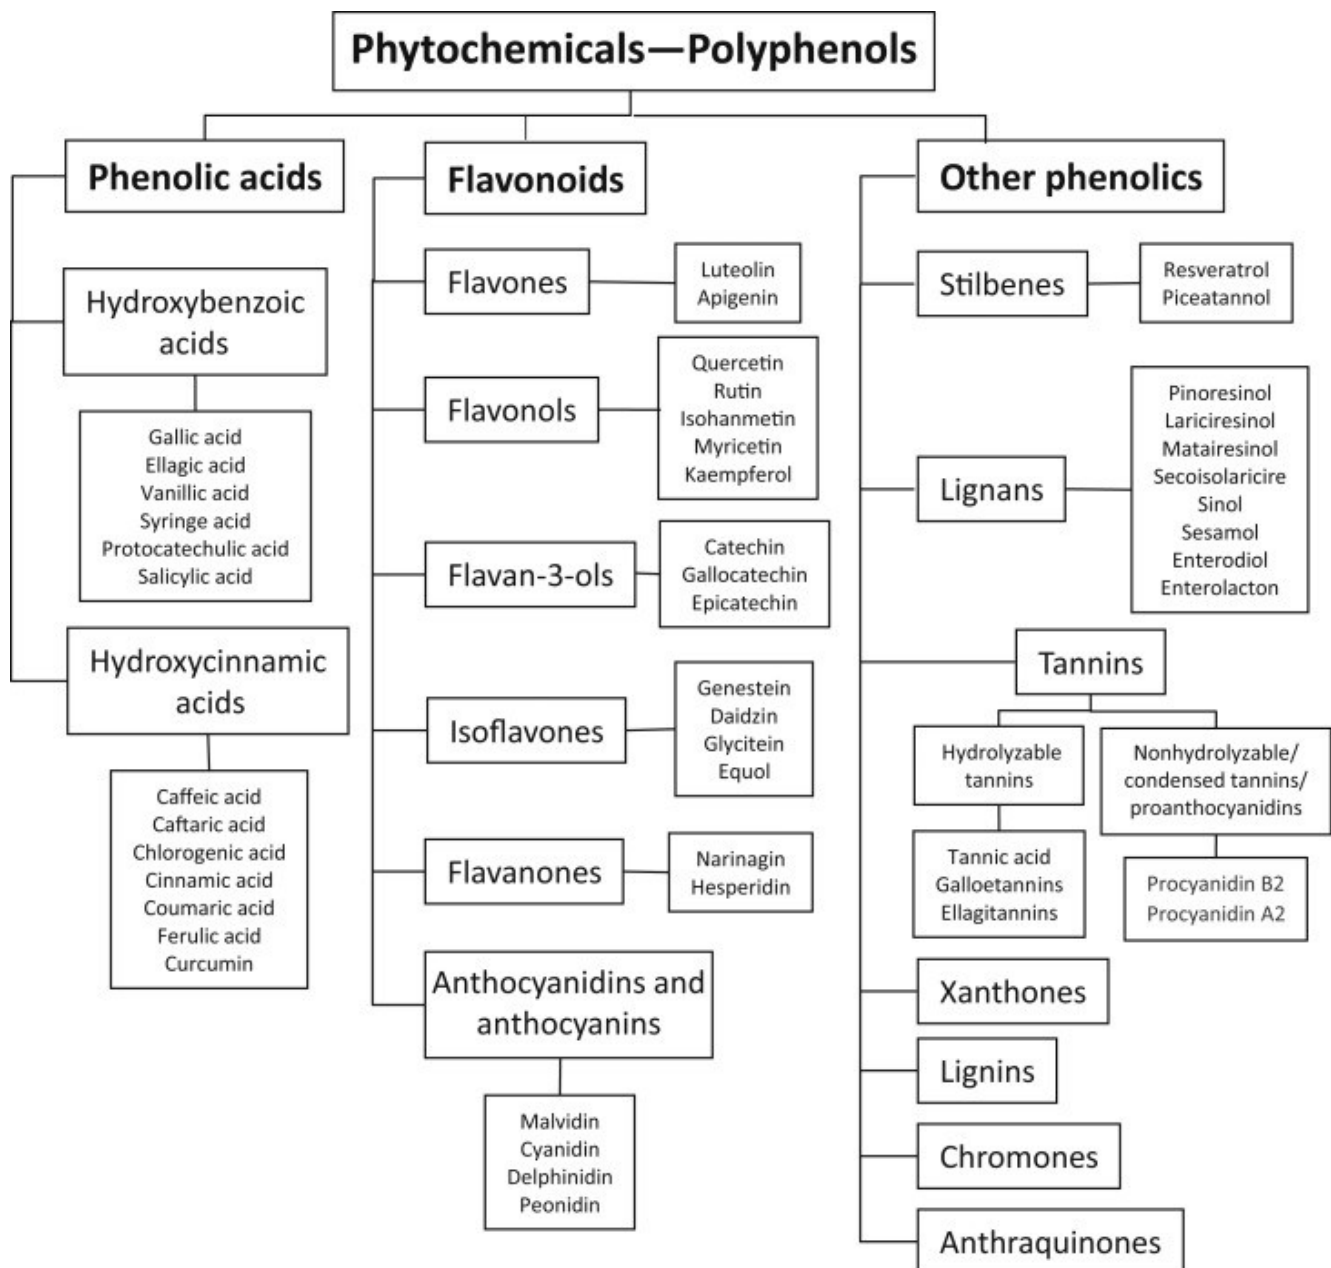 Phytochemicals—Polyphenols
Phenolic acids
Hydroxybenzoic
acids
Gallic acid
Ellagic acid
Vanillic acid
Syringe acid
Protocatechulic acid
Salicylic acid
Hydroxycinnamic
acids
Caffeic acid
Caftaric acid
Chlorogenic acid
Cinnamic acid
Coumaric acid
Ferulic acid
Curcumin
Flavonoids
Flavones
Luteolin
Apigenin
Flavonols
Quercetin
Rutin
Isohanmetin
Myricetin
Kaempferol
Flavan-3-ols
Catechin
Gallocatechin
Epicatechin
Isoflavones
Genestein
Daidzin
Glycitein
Equol
Flavanones
Narinagin
Hesperidin
Anthocyanidins and
anthocyanins
Malvidin
Cyanidin
Delphinidin
Peonidin
Other phenolics
Stilbenes
Resveratrol
Piceatannol
Lignans
Pinoresinol
Lariciresinol
Matairesinol
Secoisolaricire
Sinol
Sesamol
Enterodiol
Enterolacton
Tannins
Hydrolyzable
tannins
Tannic acid
Galloetannins
Ellagitannins
Nonhydrolyzable/
condensed tannins/
proanthocyanidins
Procyanidin B2
Procyanidin A2
Xanthones
Lignins
Chromones
Anthraquinones